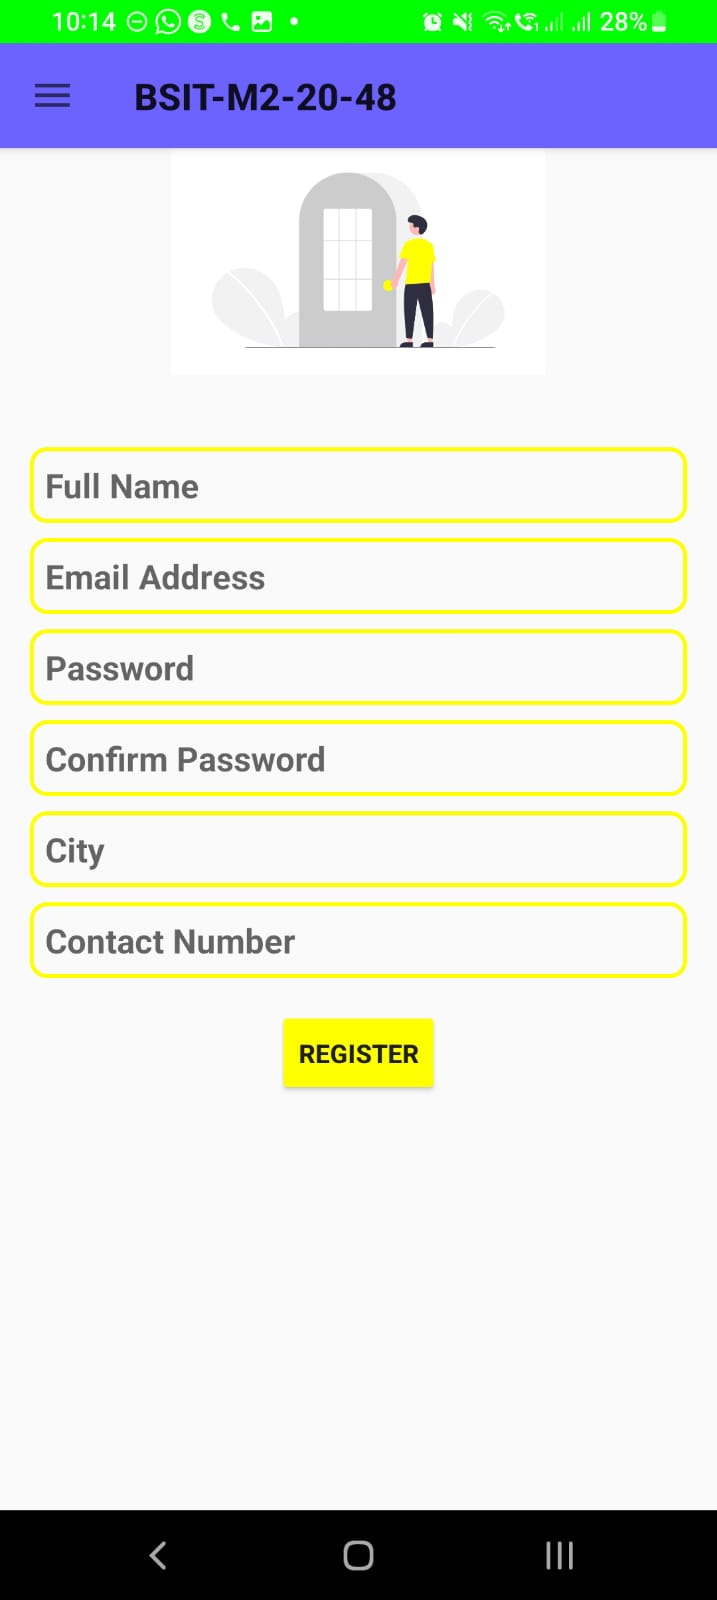 10:14 28%
BSIT-M2-20-48
Full Name
Email Address
Password
Confirm Password
City
Contact Number
REGISTER